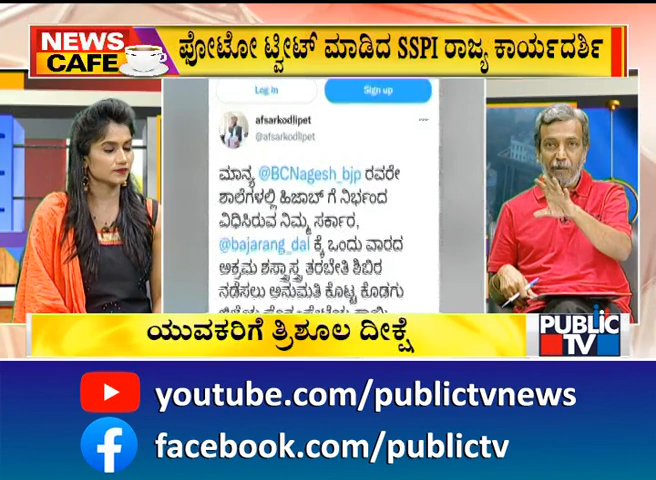 NEWS
CAFE
ಫೋಟೋ ಟ್ವೀಟ್ ಮಾಡಿದ SSPI ರಾಜ್ಯ ಕಾರ್ಯದರ್ಶಿ
Log in
Sign up
afsarkodlipet
@afsarkodlipet
ಮಾನ್ಯ @BCNagesh_bjp ರವರೇ
ಶಾಲೆಗಳಲ್ಲಿ ಹಿಜಾಬ್ ಗೆ ನಿರ್ಭಂದ
ವಿಧಿಸಿರುವ ನಿಮ್ಮ ಸರ್ಕಾರ,
@bajarang_dal ಕ್ಕೆ ಒಂದು ವಾರದ
ಅಕ್ರಮ ಶಸ್ತ್ರಾಸ್ತ್ರ ತರಬೇತಿ ಶಿಬಿರ
ನಡೆಸಲು ಅನುಮತಿ ಕೊಟ್ಟ ಕೊಡಗು
ಯುವಕರಿಗೆ ತ್ರಿಶೂಲ ದೀಕ್ಷೆ
PUBLIC
TV
youtube.com/publictvnews
facebook.com/publictv